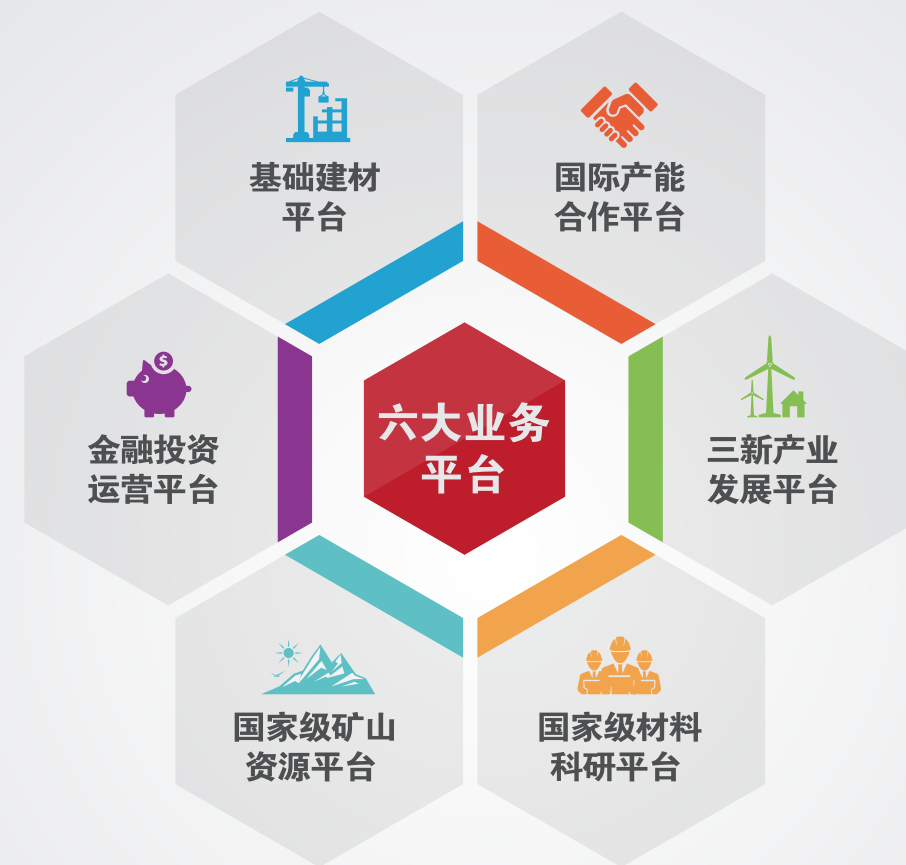 基础建材
平台
国际产能
合作平台
金融投资
运营平台
六大业务
平台
三新产业
发展平台
国家级矿山
资源平台
国家级材料
科研平台
$